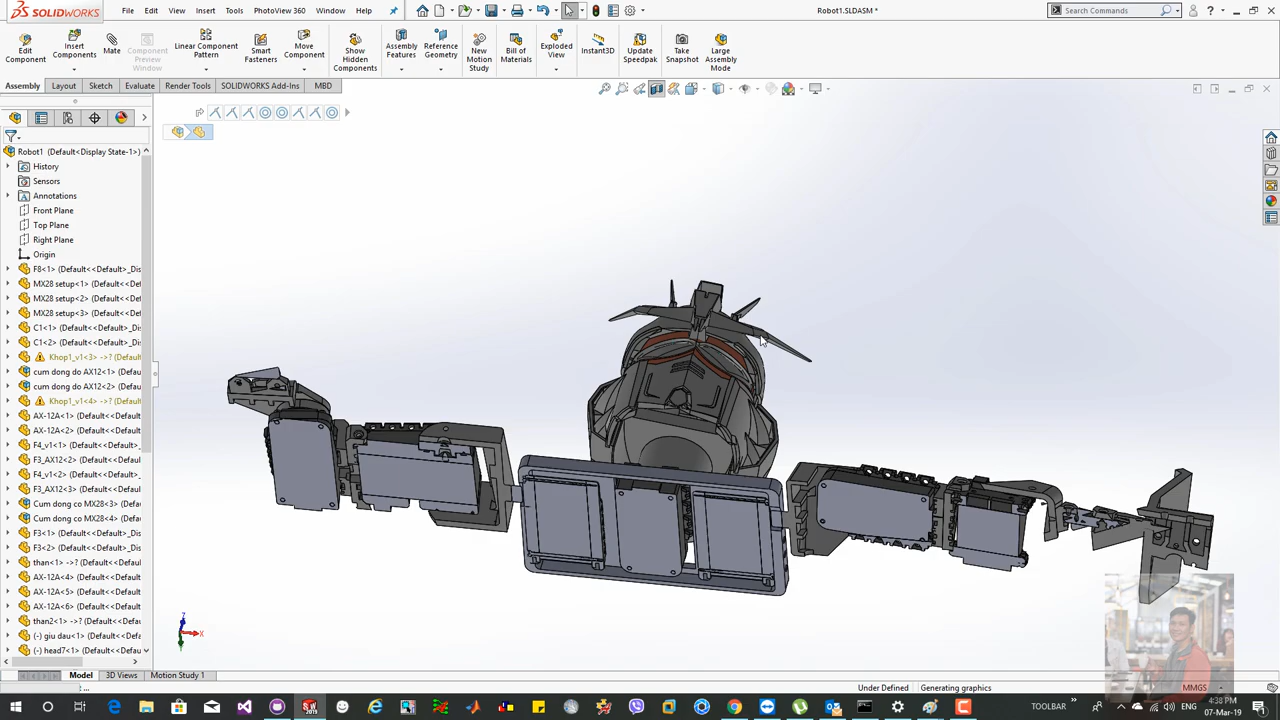 SOLIDWORKS
File Edit View Insert Tools PhotoView 360 Window Help
Robot1.SLDASM *
Search Commands
Edit Component
Insert Components
Mate
Component Preview Window
Linear Component Pattern
Smart Fasteners
Move Component
Show Hidden Components
Assembly Features
Reference Geometry
New Motion Study
Bill of Materials
Exploded View
Instant3D
Update Speedpak
Take Snapshot
Large Assembly Mode
Assembly Layout Sketch Evaluate Render Tools SOLIDWORKS Add-Ins MBD
Robot1 (Default<Display State-1>)
History
Sensors
Annotations
Front Plane
Top Plane
Right Plane
Origin
F8<1> (Default<<Default>_Dis
MX28 setup<1> (Default<<Def
MX28 setup<2> (Default<<Def
MX28 setup<3> (Default<<Def
C1<1> (Default<<Default>_Di
C1<2> (Default<<Default>_Di
Khop1_v1<3> ->? (Defaul
cum dong do AX12<1> (Defau
cum dong do AX12<2> (Defau
Khop1_v1<4> ->? (Defaul
AX-12A<1> (Default<<Default
AX-12A<2> (Default<<Default
F4_v1<1> (Default<<Default>
F3_AX12<2> (Default<<Defaul
F4_v1<2> (Default<<Default>
F3_AX12<3> (Default<<Defaul
Cum dong co MX28<3> (Defa
Cum dong co MX28<4> (Defa
F3<1> (Default<<Default>_Dis
F3<2> (Default<<Default>_Dis
than<1> (Default<<Default>_
AX-12A<4> (Default<<Default
AX-12A<5> (Default<<Default
AX-12A<6> (Default<<Default
than2<1> ->? (Default<<Defa
(-) giu dau<1> (Default<<Def
(-) head7<1> (Default<<Defa
Z
X
Model 3D Views Motion Study 1
...
Under Defined Generating graphics MMGS
TOOLBAR
ENG
4:38 PM
07-Mar-19